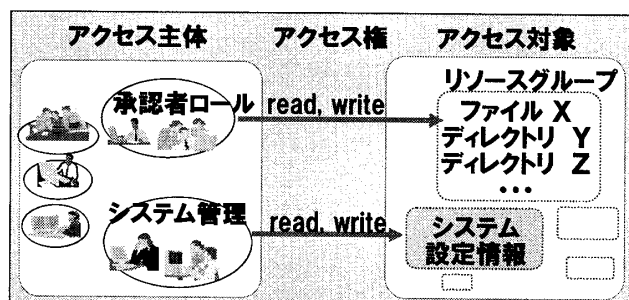 アクセス主体 アクセス権 アクセス対象
リソースグループ
承認者ロール read, write ファイル X
ディレクトリ Y
ディレクトリ Z
•••
システム管理 read, write システム
設定情報